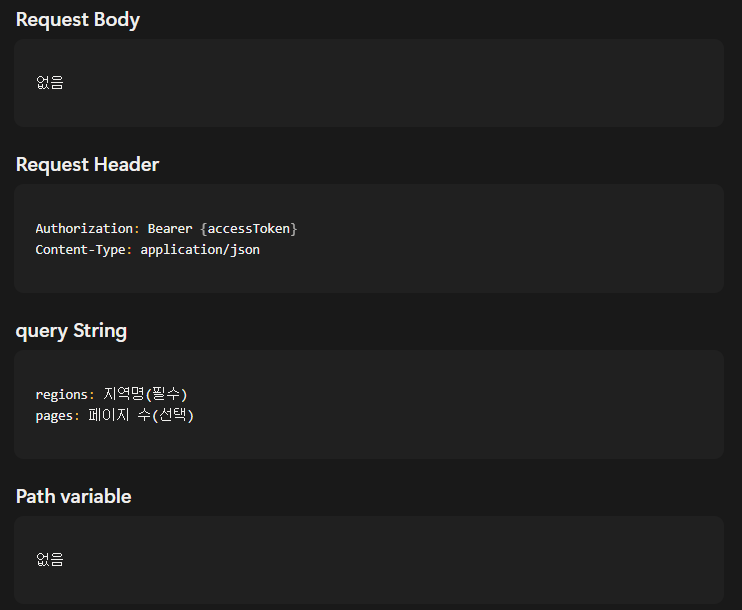 Request Body
없음
Request Header
Authorization: Bearer {accessToken}
Content-Type: application/json
query String
regions: 지역명(필수)
pages: 페이지 수(선택)
Path variable
없음